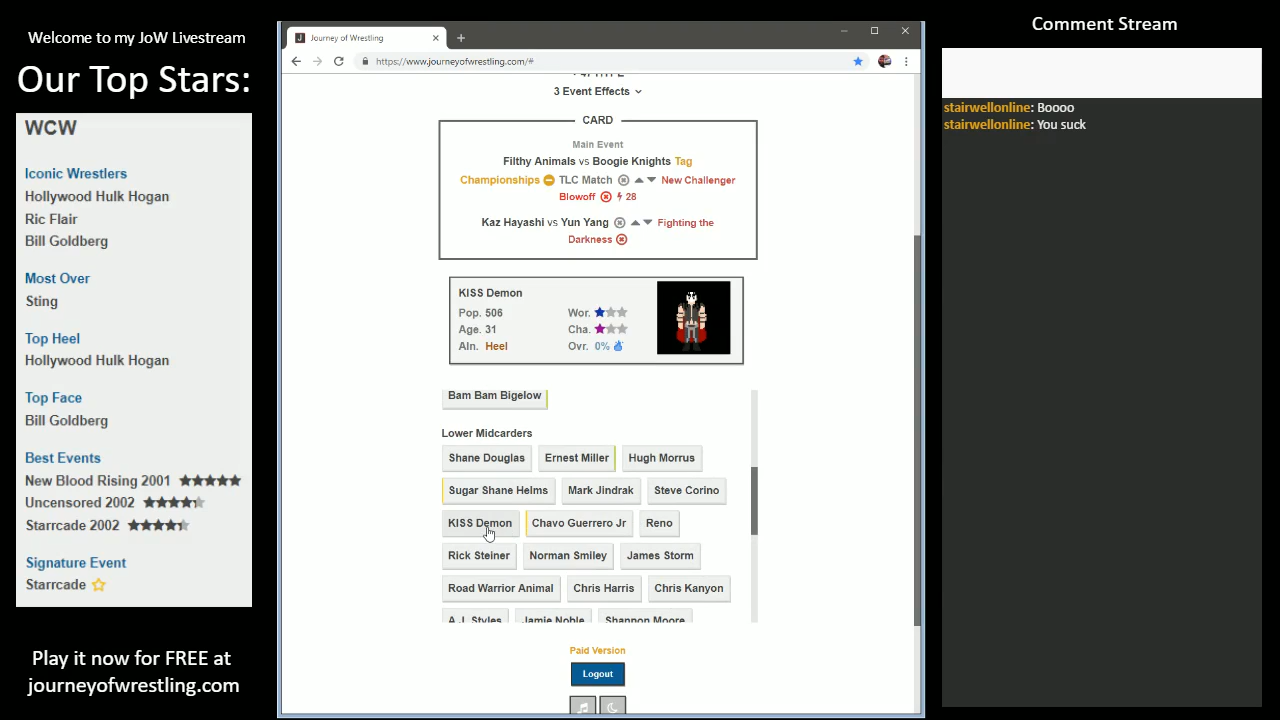 Welcome to my JoW Livestream
Our Top Stars:
WCW
Iconic Wrestlers
Hollywood Hulk Hogan
Ric Flair
Bill Goldberg
Most Over
Sting
Top Heel
Hollywood Hulk Hogan
Top Face
Bill Goldberg
Best Events
New Blood Rising 2001 ★★★★★
Uncensored 2002
Starrcade 2002
Signature Event
Starrcade
Play it now for FREE at
journeyofwrestling.com
Journey of Wrestling
https://www.journeyofwrestling.com/#
3 Event Effects
CARD
Main Event
Filthy Animals vs Boogie Knights Tag
Championships TLC Match New Challenger
Blowoff 28
Kaz Hayashi vs Yun Yang Fighting the
Darkness
KISS Demon
Pop. 506 Wor.
Age. 31 Cha.
Aln. Heel Ovr. 0%
Bam Bam Bigelow
Lower Midcarders
Shane Douglas Ernest Miller Hugh Morrus
Sugar Shane Helms Mark Jindrak Steve Corino
KISS Demon Chavo Guerrero Jr Reno
Rick Steiner Norman Smiley James Storm
Road Warrior Animal Chris Harris Chris Kanyon
A.J. Styles Jamie Noble Shannon Moore
Paid Version
Logout
Comment Stream
stairwellonline: Boooo
stairwellonline: You suck